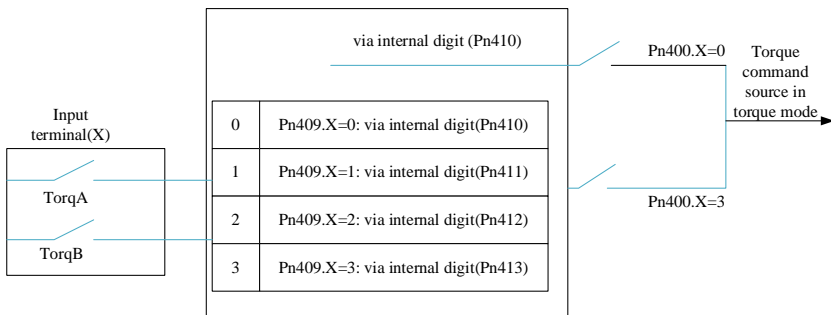 via internal digit (Pn410)
Pn400.X=0
Torque
command
source in
torque mode
Input
terminal(X)
TorqA
TorqB
0 Pn409.X=0: via internal digit(Pn410)
1 Pn409.X=1: via internal digit(Pn411)
2 Pn409.X=2: via internal digit(Pn412)
3 Pn409.X=3: via internal digit(Pn413)
Pn400.X=3